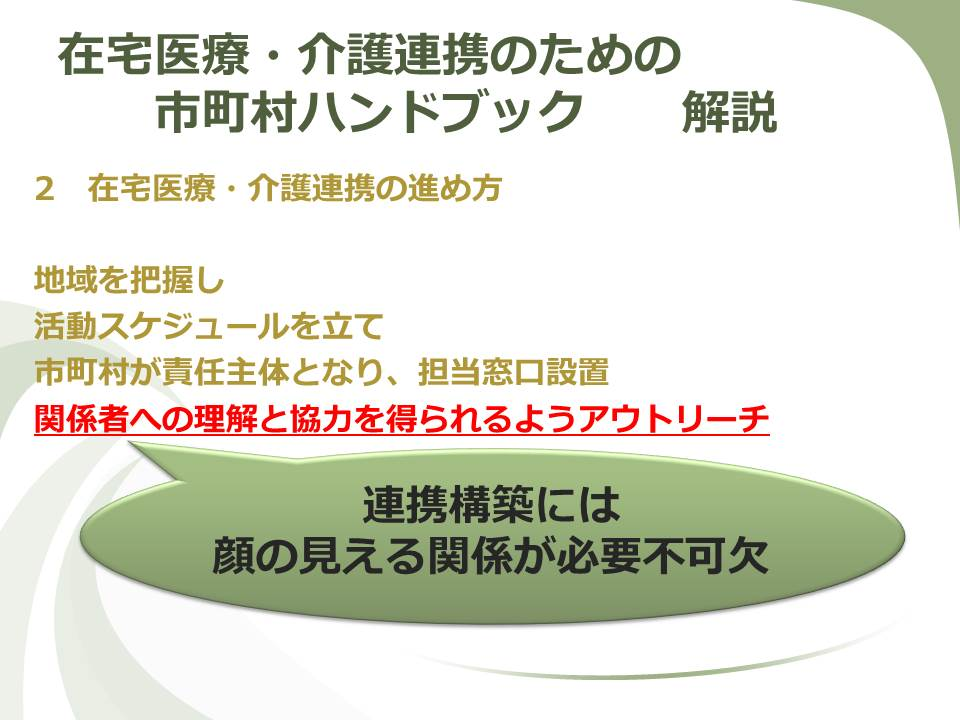 在宅医療・介護連携のための
市町村ハンドブック　　解説
２　在宅医療・介護連携の進め方
地域を把握し
活動スケジュールを立て
市町村が責任主体となり、担当窓口設置
関係者への理解と協力を得られるようアウトリーチ
連携構築には
顔の見える関係が必要不可欠